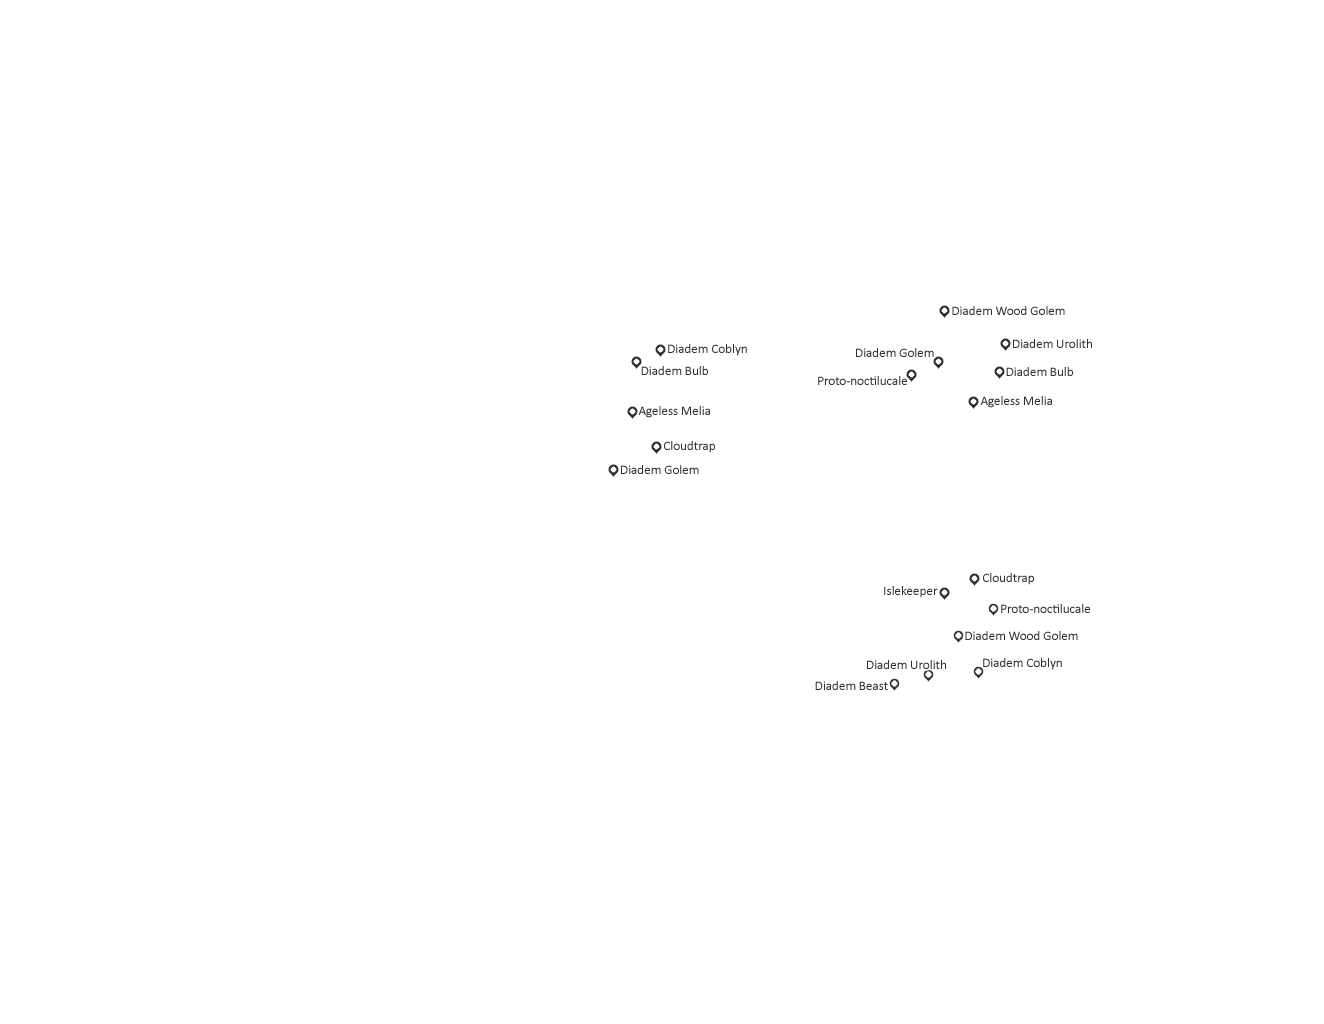 Diadem Wood Golem
Diadem Urolith
Diadem Coblyn
Diadem Golem
Diadem Bulb
Diadem Bulb
Proto-noctilucale
Ageless Melia
Ageless Melia
Cloudtrap
Diadem Golem
Cloudtrap
Islekeeper
Proto-noctilucale
Diadem Wood Golem
Diadem Coblyn
Diadem Urolith
Diadem Beast